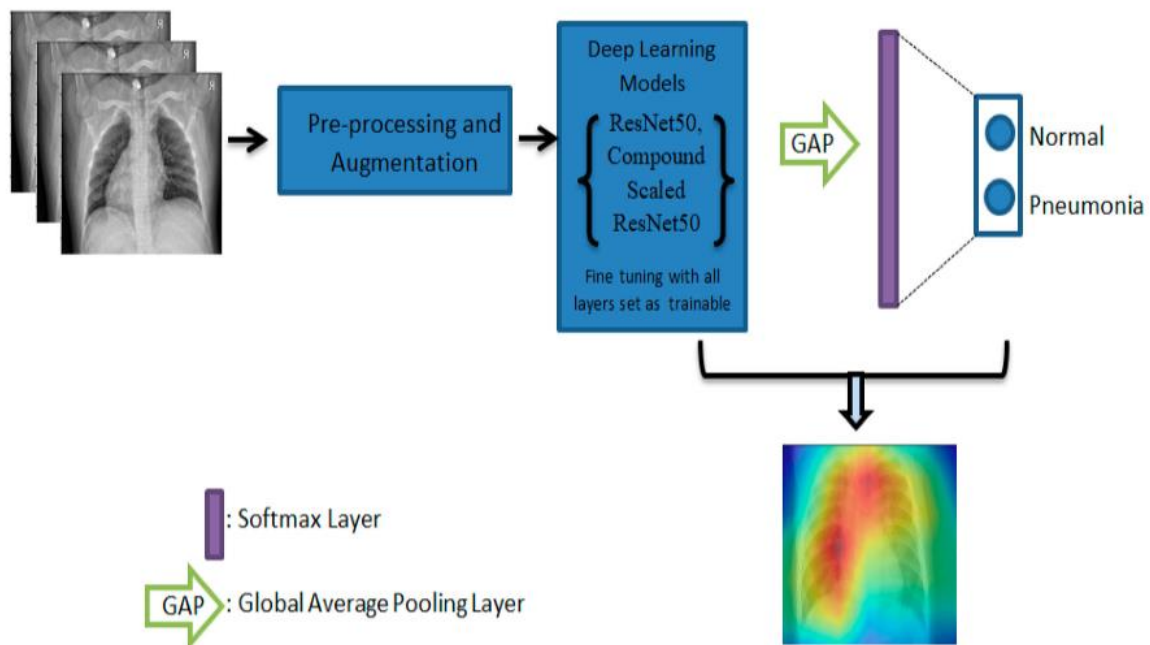 Pre-processing and
Augmentation
Deep Learning
Models
ResNet50,
Compound
Scaled
ResNet50
Fine tuning with all
layers set as trainable
GAP
Normal
Pneumonia
: Softmax Layer
GAP : Global Average Pooling Layer